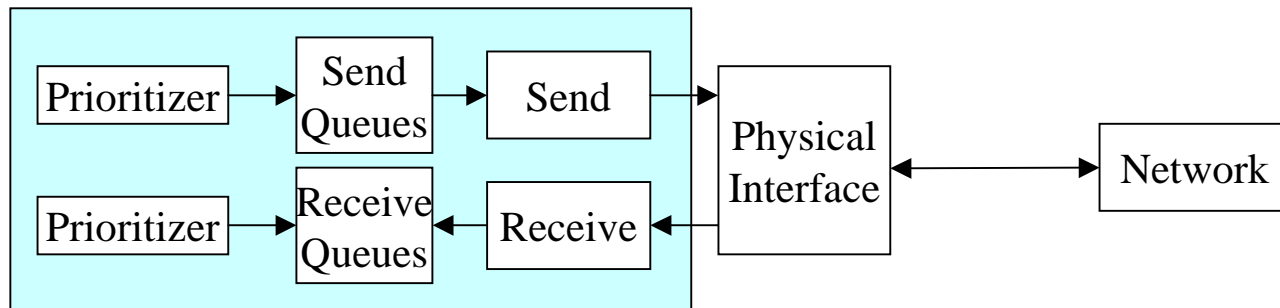 Prioritizer
Send
Queues
Send
Physical
Interface
Network
Prioritizer
Receive
Queues
Receive